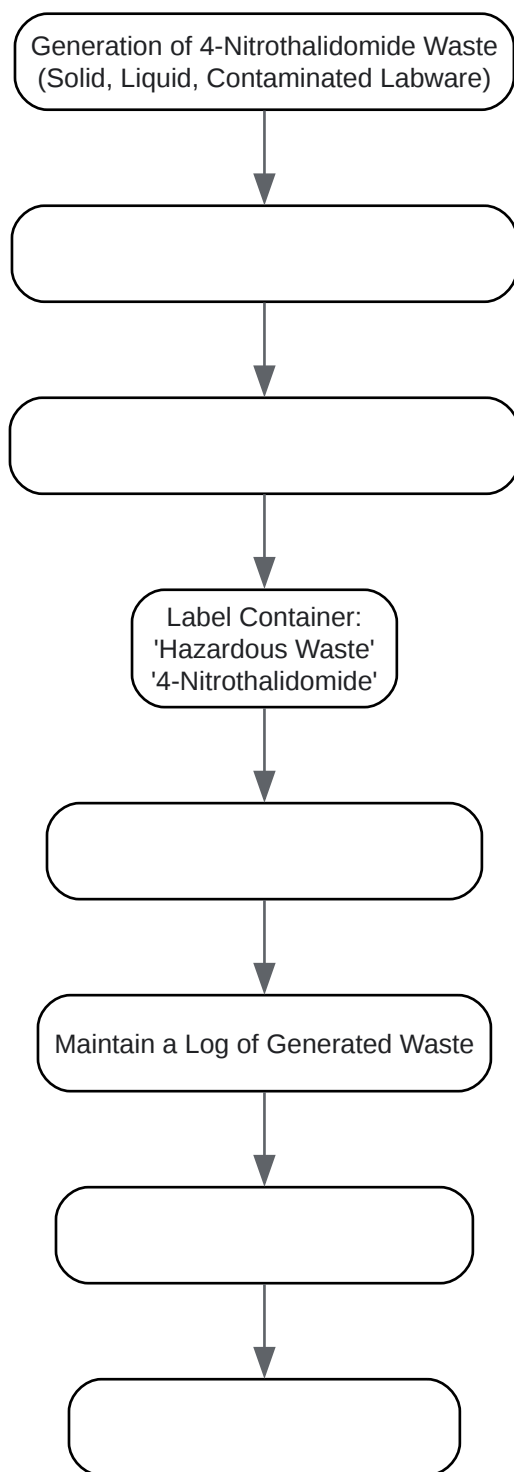 Generation of 4-Nitrothalidomide Waste
(Solid, Liquid, Contaminated Labware)
Label Container:
'Hazardous Waste'
'4-Nitrothalidomide'
Maintain a Log of Generated Waste